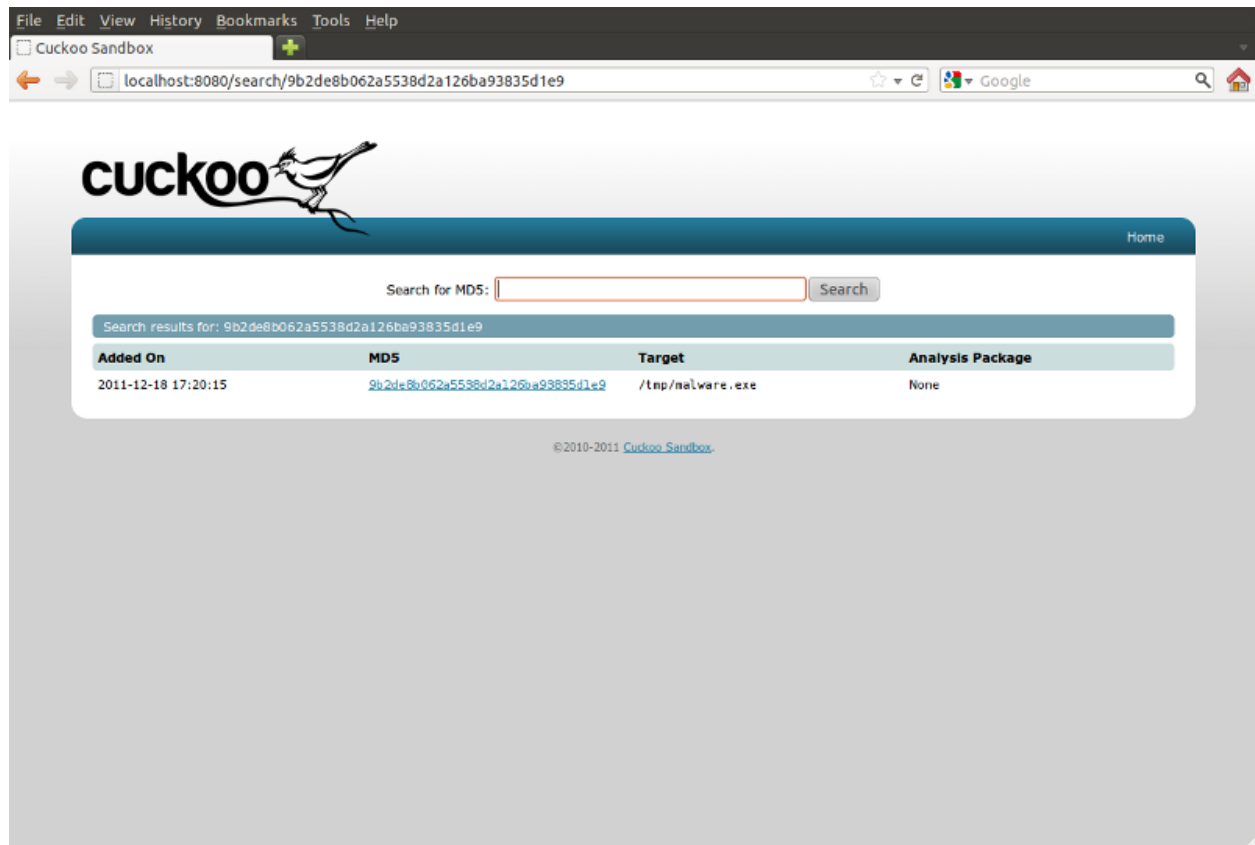 File Edit View History Bookmarks Tools Help
Cuckoo Sandbox
localhost:8080/search/9b2de8b062a5538d2a126ba93835d1e9 Google
cuckoo
Home
Search for MD5: Search
Search results for: 9b2de8b062a5538d2a126ba93835d1e9
Added On MD5 Target Analysis Package
2011-12-18 17:20:15 9b2de8b062a5538d2a126ba93835d1e9 /tmp/malware.exe None
©2010-2011 Cuckoo Sandbox.